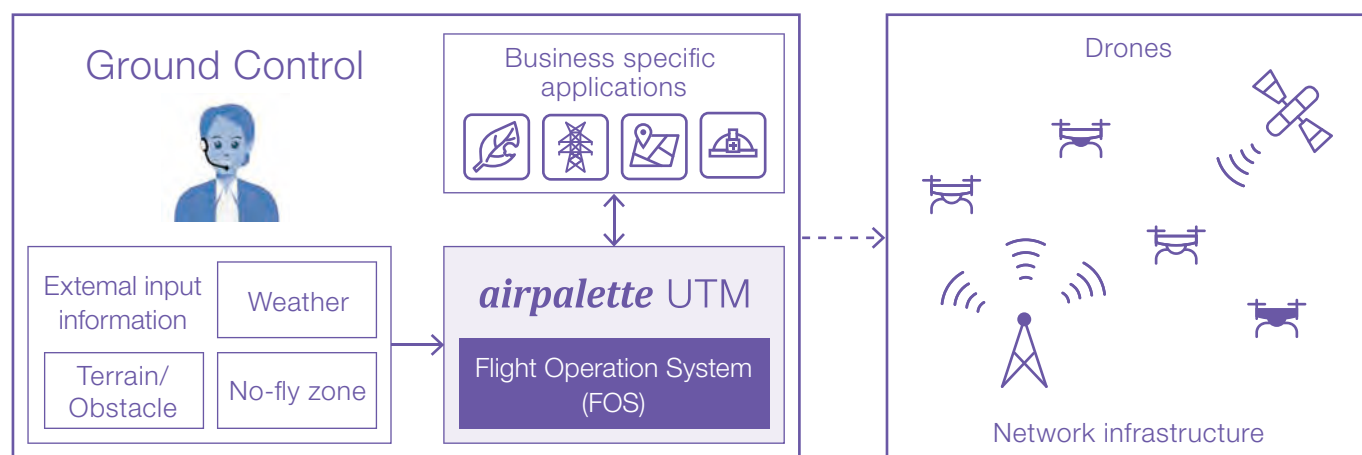 Ground Control
Business specific
applications
External input
information
Weather
Terrain/
Obstacle
No-fly zone
airpalette UTM
Flight Operation System
(FOS)
Drones
Network infrastructure